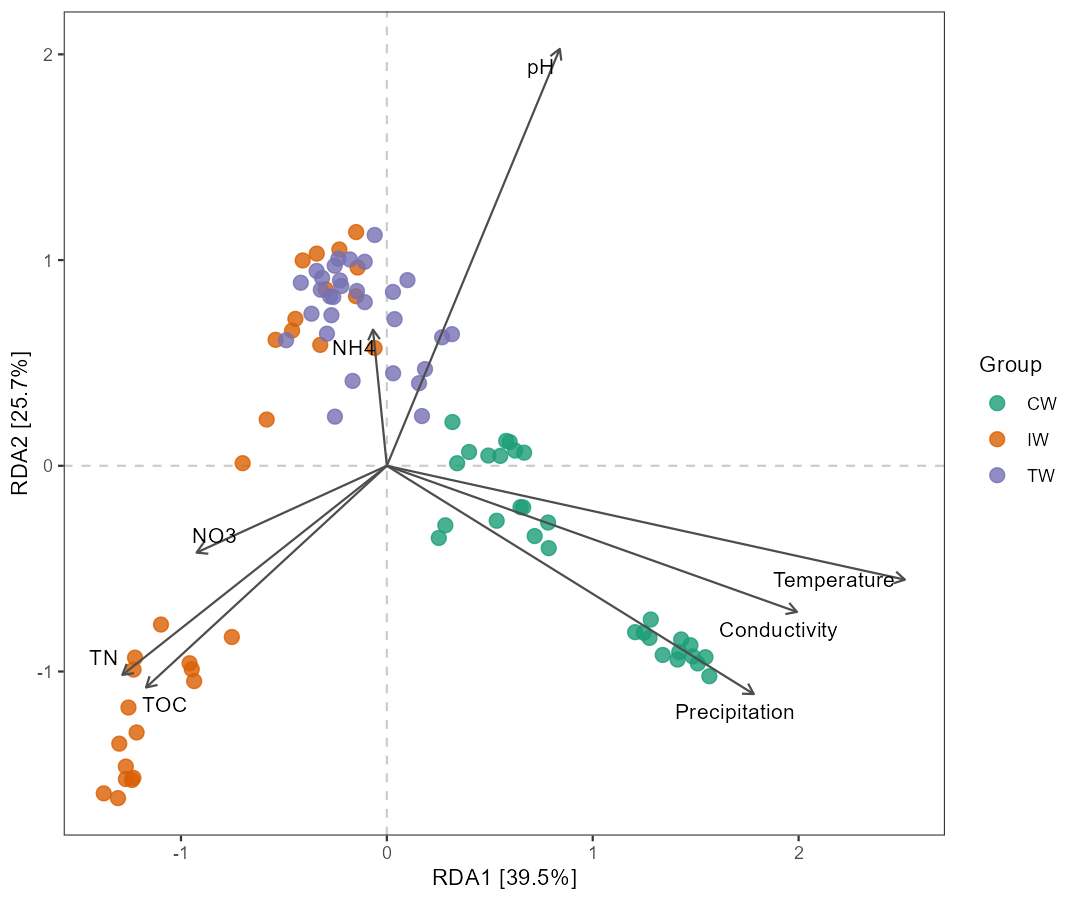 2
1
0
-1
RDA2 [25.7%]
pH
NH4
NO3
Temperature
Conductivity
TN
TOC
Precipitation
-1
0
1
2
RDA1 [39.5%]
Group
CW
IW
TW